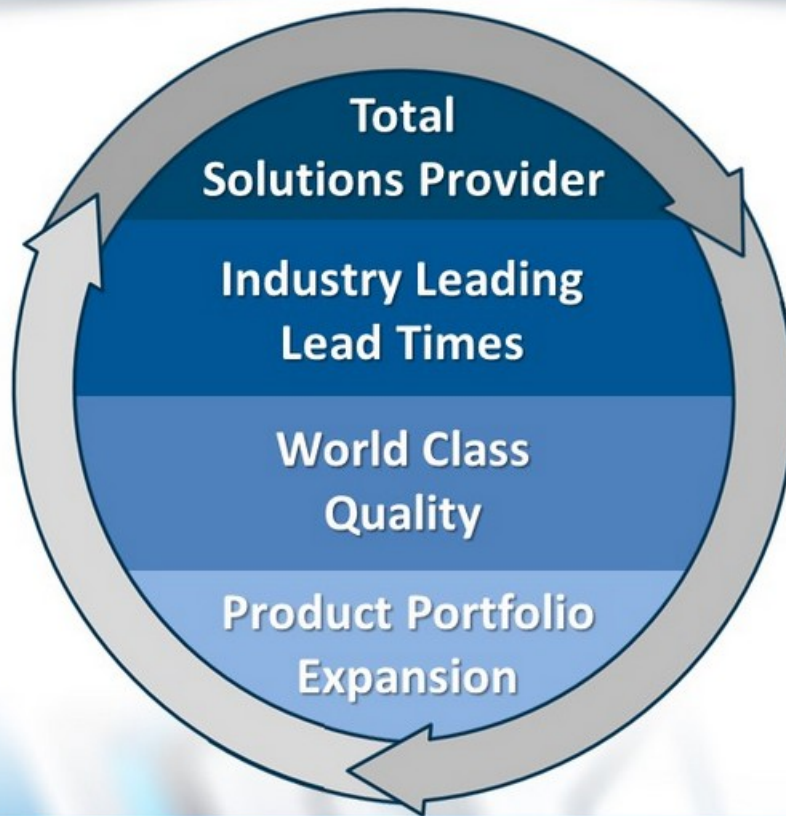 Total
Solutions Provider
Industry Leading
Lead Times
World Class
Quality
Product Portfolio
Expansion